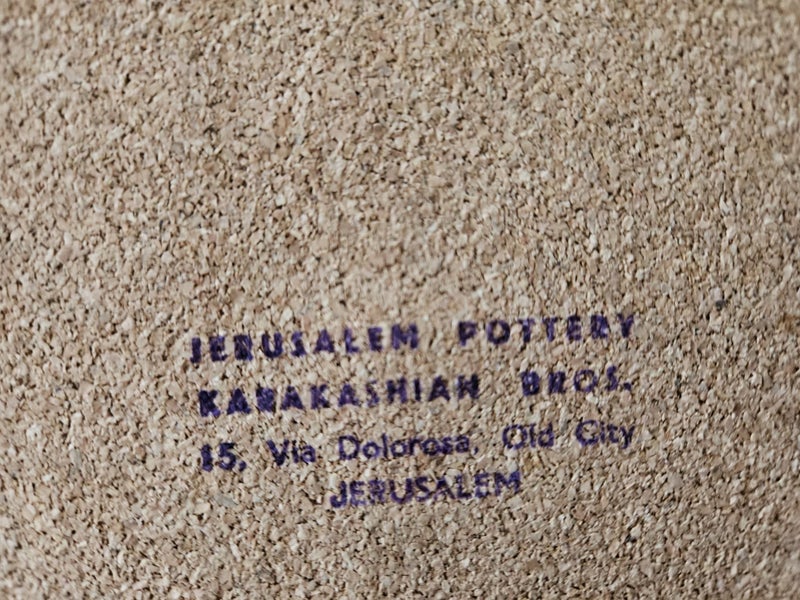 JERUSALEM POTTERY
KARAKASHIAN BROS.
15, Via Dolorosa, Old City
JERUSALEM